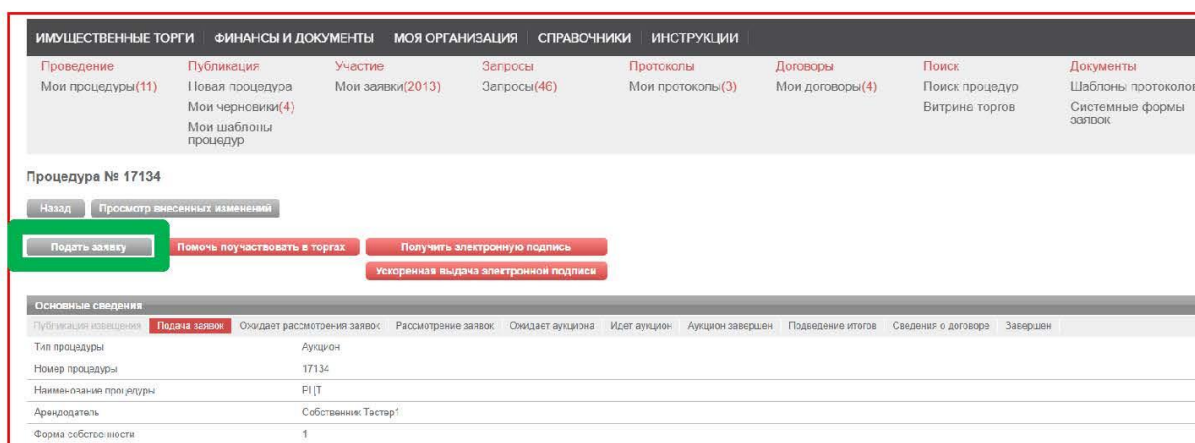 ИМУЩЕСТВЕННЫЕ ТОРГИ ФИНАНСЫ И ДОКУМЕНТЫ МОЯ ОРГАНИЗАЦИЯ СПРАВОЧНИКИ ИНСТРУКЦИИ
Проведение Публикация Участие Запросы Протоколы Договоры Поиск Документы
Мои процедуры(11) Новая процедура Мои заявки(2013) Запросы(46) Мои протоколы(3) Мои договоры(4) Поиск процедур Шаблоны протоколов
Мои черновики(4) Витрина торгов Системные формы
Мои шаблоны заявок
процедур
Процедура № 17134
Назад Просмотр внесенных изменений
Подать заявку Помочь поучаствовать в торгах Получить электронную подпись
Ускоренная выдача электронной подписи
Основные сведения
Публикация извещения Подача заявок Ожидает рассмотрения заявок Рассмотрение заявок Ожидает аукциона Идет аукцион Аукцион завершен Подведение итогов Сведения о договоре Завершен
Тип процедуры Аукцион
Номер процедуры 17134
Наименование процедуры
Арендодатель Собственник Тестер1
Форма собственности 1